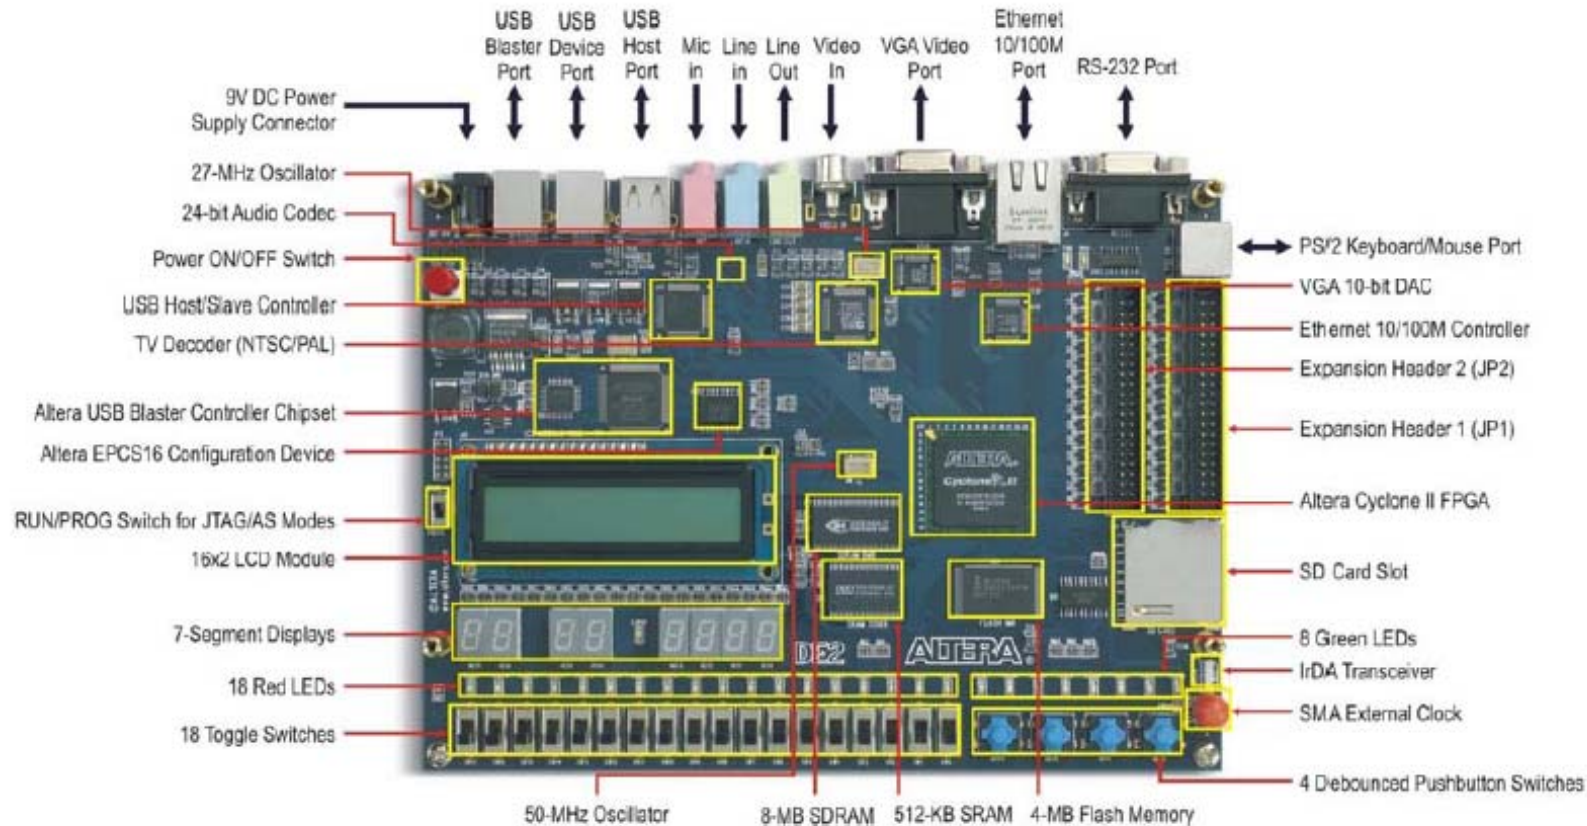 USB
Blaster
Port
USB
Device
Port
USB
Host
Port
Mic
in
Line
in
Line
Out
Video
In
VGA Video
Port
Ethernet
10/100M
Port
RS-232 Port
9V DC Power
Supply Connector
27-MHz Oscillator
24-bit Audio Codec
Power ON/OFF Switch
USB Host/Slave Controller
TV Decoder (NTSC/PAL)
Altera USB Blaster Controller Chipset
Altera EPCS16 Configuration Device
RUN/PROG Switch for JTAG/AS Modes
16x2 LCD Module
7-Segment Displays
18 Red LEDs
18 Toggle Switches
PS/2 Keyboard/Mouse Port
VGA 10-bit DAC
Ethernet 10/100M Controller
Expansion Header 2 (JP2)
Expansion Header 1 (JP1)
Altera Cyclone II FPGA
SD Card Slot
8 Green LEDs
IrDA Transceiver
SMA External Clock
4 Debounced Pushbutton Switches
50-MHz Oscillator
8-MB SDRAM
512-KB SRAM
4-MB Flash Memory
ALTERA
Cyclone II
DE2
ALTERA